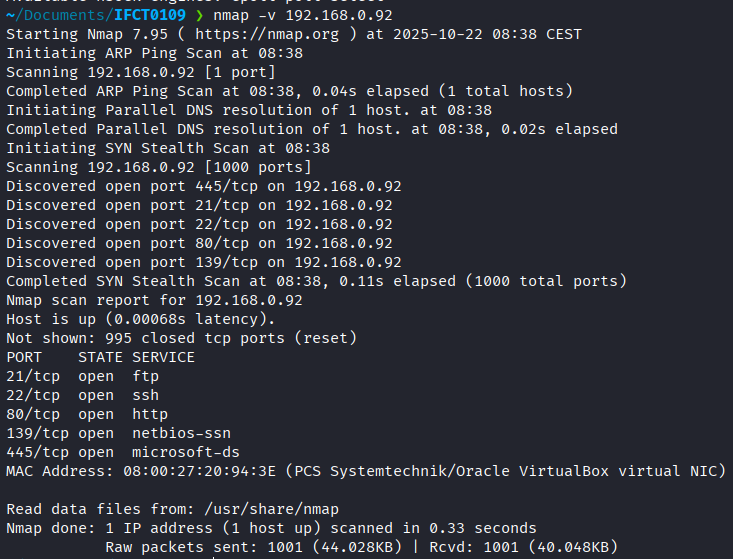 ~/Documents/IFCT0109 ❯ nmap -v 192.168.0.92
Starting Nmap 7.95 ( https://nmap.org ) at 2025-10-22 08:38 CEST
Initiating ARP Ping Scan at 08:38
Scanning 192.168.0.92 [1 port]
Completed ARP Ping Scan at 08:38, 0.04s elapsed (1 total hosts)
Initiating Parallel DNS resolution of 1 host. at 08:38
Completed Parallel DNS resolution of 1 host. at 08:38, 0.02s elapsed
Initiating SYN Stealth Scan at 08:38
Scanning 192.168.0.92 [1000 ports]
Discovered open port 445/tcp on 192.168.0.92
Discovered open port 21/tcp on 192.168.0.92
Discovered open port 22/tcp on 192.168.0.92
Discovered open port 80/tcp on 192.168.0.92
Discovered open port 139/tcp on 192.168.0.92
Completed SYN Stealth Scan at 08:38, 0.11s elapsed (1000 total ports)
Nmap scan report for 192.168.0.92
Host is up (0.00068s latency).
Not shown: 995 closed tcp ports (reset)
PORT    STATE SERVICE
21/tcp  open  ftp
22/tcp  open  ssh
80/tcp  open  http
139/tcp open  netbios-ssn
445/tcp open  microsoft-ds
MAC Address: 08:00:27:20:94:3E (PCS Systemtechnik/Oracle VirtualBox virtual NIC)
Read data files from: /usr/share/nmap
Nmap done: 1 IP address (1 host up) scanned in 0.33 seconds
           Raw packets sent: 1001 (44.028KB) | Rcvd: 1001 (40.048KB)